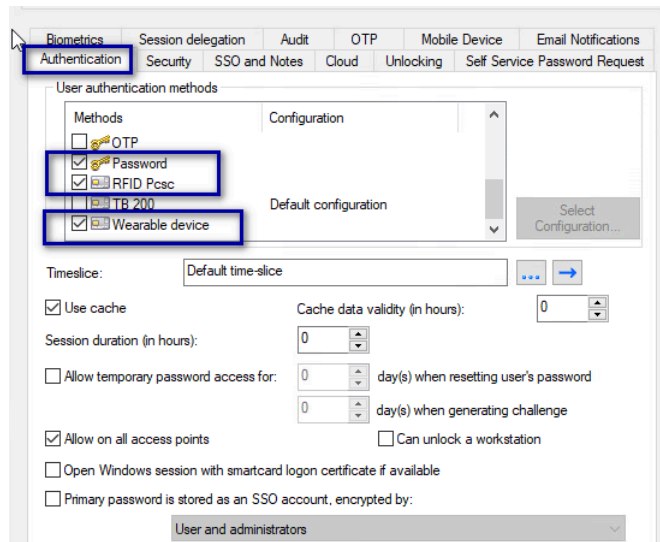 Biometrics Session delegation Audit OTP Mobile Device Email Notifications
Authentication Security SSO and Notes Cloud Unlocking Self Service Password Request
User authentication methods
Methods Configuration
OTP
Password
RFID Pcsc
TB 200 Default configuration
Wearable device
Select
Configuration...
Timeslice: Default time-slice ...
Use cache Cache data validity (in hours): 0
Session duration (in hours): 0
Allow temporary password access for: 0 day(s) when resetting user's password
0 day(s) when generating challenge
Allow on all access points Can unlock a workstation
Open Windows session with smartcard logon certificate if available
Primary password is stored as an SSO account, encrypted by:
User and administrators